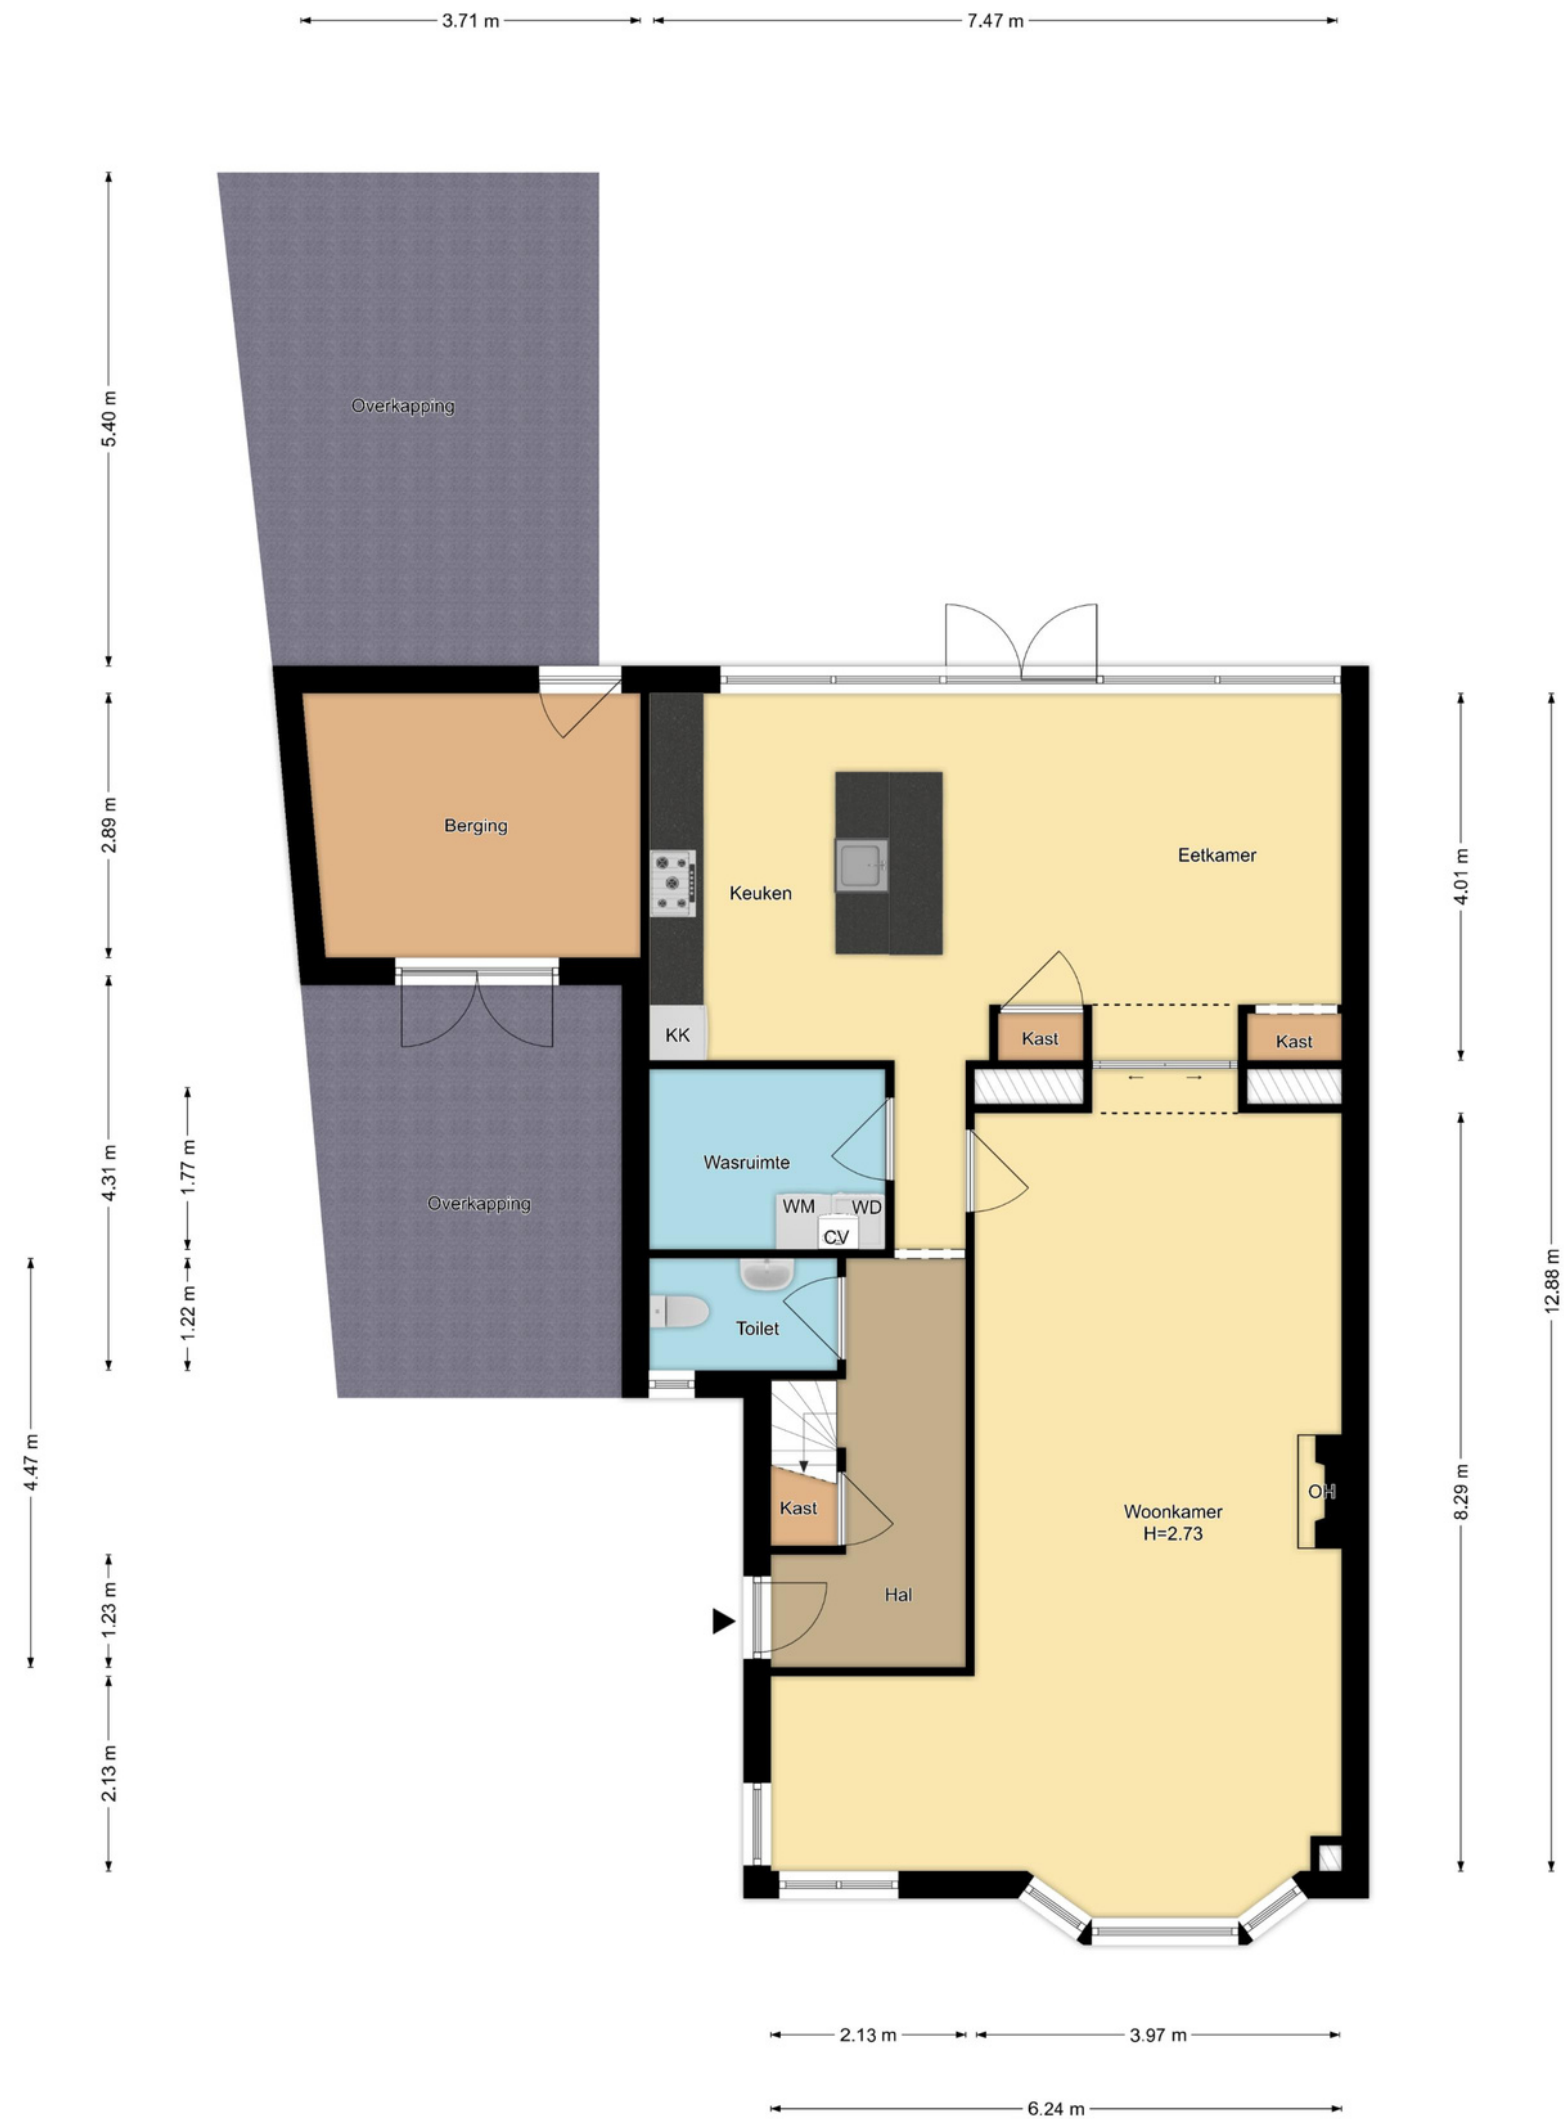 3.71 m
7.47 m
5.40 m
Overkapping
2.89 m
Berging
Keuken
Eetkamer
4.01 m
KK
Kast
Kast
4.31 m
1.77 m
Overkapping
Wasruimte
WM
WD
CV
1.22 m
Toilet
12.88 m
4.47 m
Kast
Woonkamer
H=2.73
OH
8.29 m
1.23 m
Hal
2.13 m
2.13 m
3.97 m
6.24 m